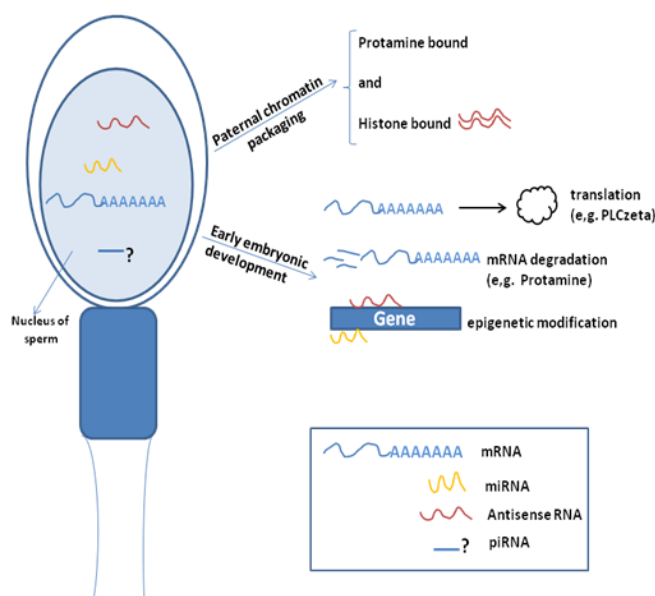 Protamine bound
and
Histone bound
Paternal chromatin
packaging
AAAAAAA
?
Nucleus of
sperm
Early embryonic
development
AAAAAAA
translation
(e,g. PLCzeta)
AAAAAAA
mRNA degradation
(e,g. Protamine)
Gene
epigenetic modification
AAAAAAA mRNA
miRNA
Antisense RNA
? piRNA